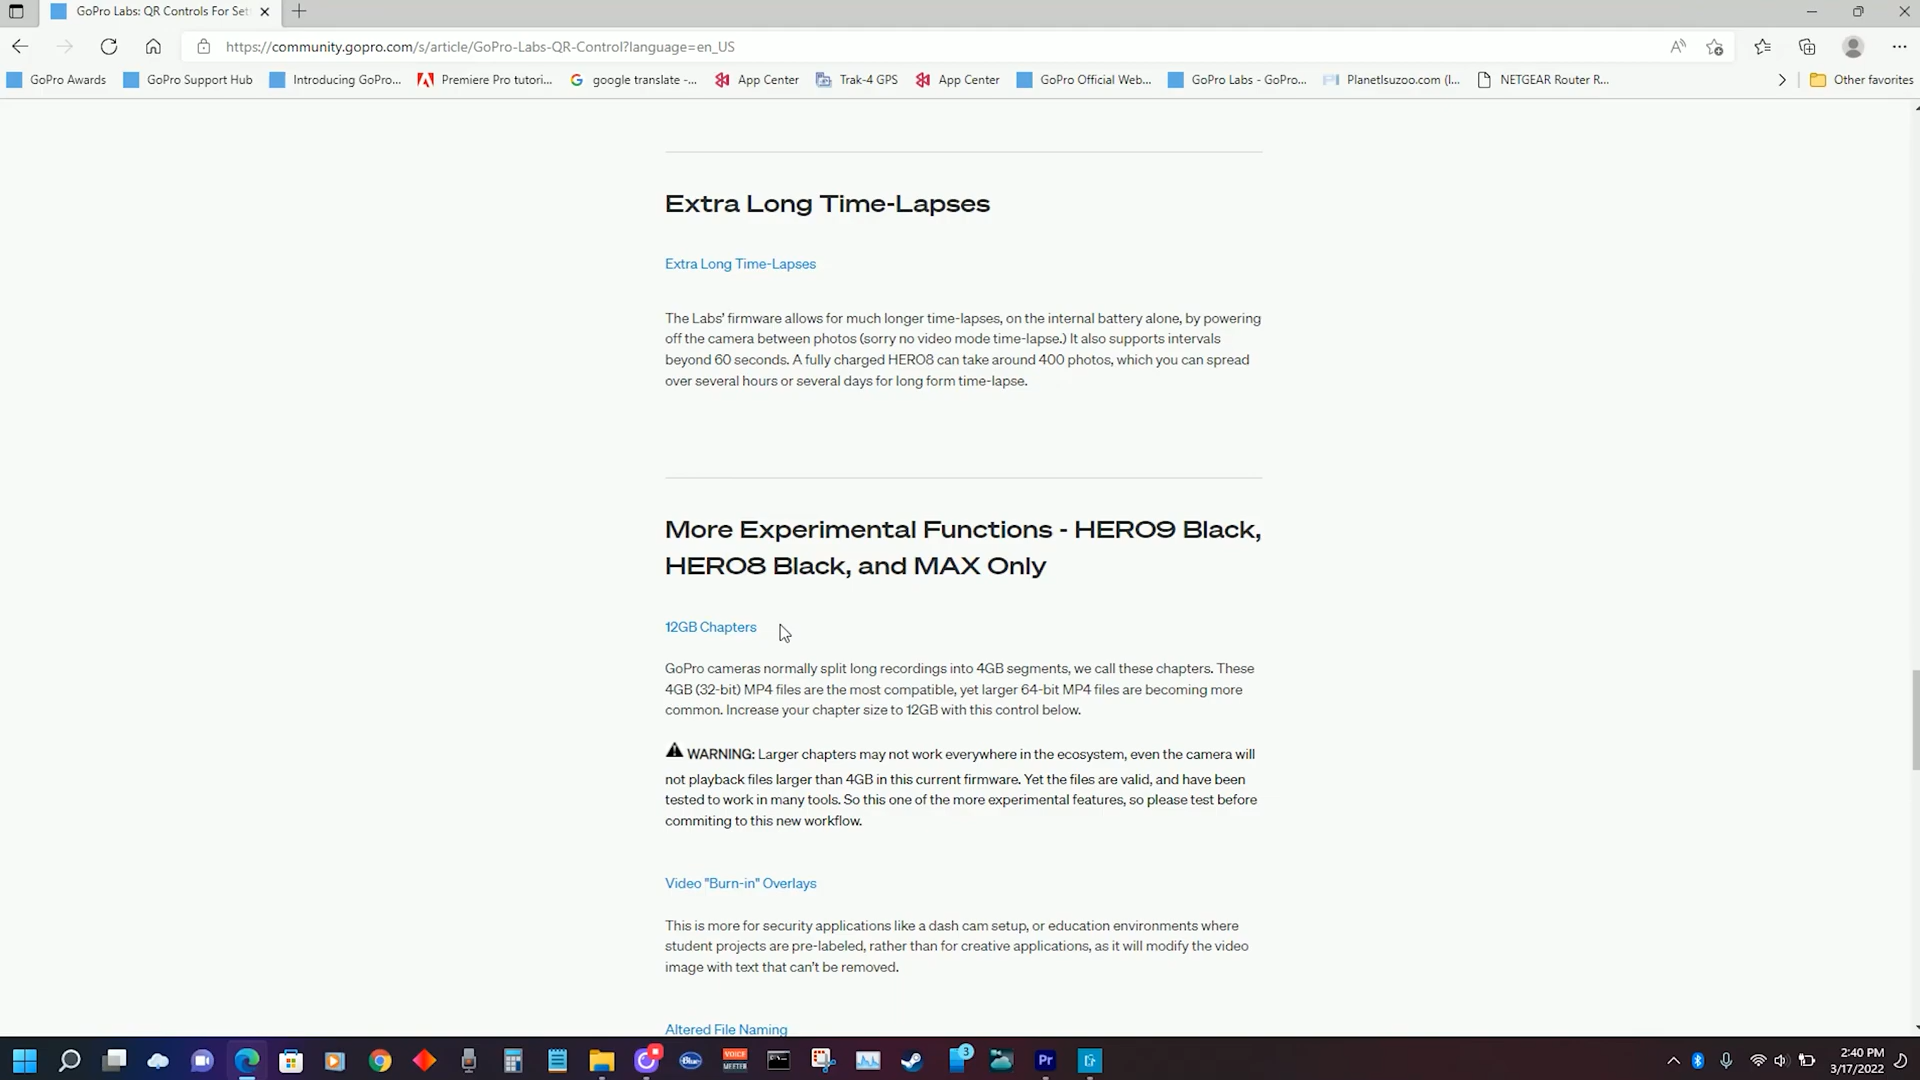 GoPro Labs: QR Controls For Set
https://community.gopro.com/s/article/GoPro-Labs-QR-Control?language=en_US
GoPro Awards GoPro Support Hub Introducing GoPro... Premiere Pro tutori... google translate -... App Center Trak-4 GPS App Center GoPro Official Web... GoPro Labs - GoPro... PlanetIsuzoo.com (I... NETGEAR Router R... Other favorites
Extra Long Time-Lapses
Extra Long Time-Lapses
The Labs’ firmware allows for much longer time-lapses, on the internal battery alone, by powering
off the camera between photos (sorry no video mode time-lapse.) It also supports intervals
beyond 60 seconds. A fully charged HERO8 can take around 400 photos, which you can spread
over several hours or several days for long form time-lapse.
More Experimental Functions - HERO9 Black,
HERO8 Black, and MAX Only
12GB Chapters
GoPro cameras normally split long recordings into 4GB segments, we call these chapters. These
4GB (32-bit) MP4 files are the most compatible, yet larger 64-bit MP4 files are becoming more
common. Increase your chapter size to 12GB with this control below.
WARNING: Larger chapters may not work everywhere in the ecosystem, even the camera will
not playback files larger than 4GB in this current firmware. Yet the files are valid, and have been
tested to work in many tools. So this one of the more experimental features, so please test before
commiting to this new workflow.
Video "Burn-in" Overlays
This is more for security applications like a dash cam setup, or education environments where
student projects are pre-labeled, rather than for creative applications, as it will modify the video
image with text that can’t be removed.
Altered File Naming
Blue VOICE MEETER 3 Pr
2:40 PM
3/17/2022